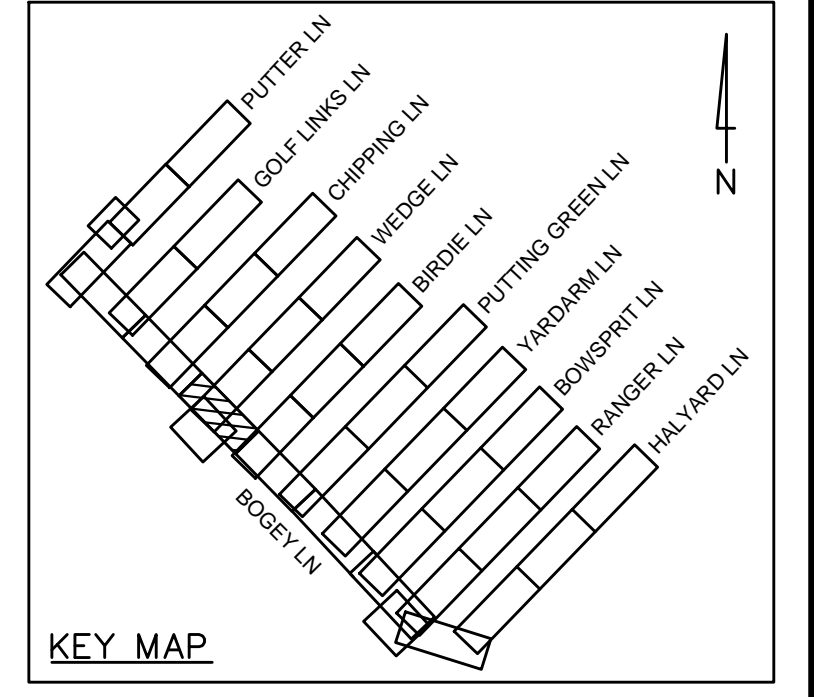 PUTTER LN
GOLF LINKS LN
CHIPPING LN
WEDGE LN
BIRDIE LN
PUTTING GREEN LN
YARDARM LN
BOWSPRIT LN
RANGER LN
HALYARD LN
N
BOGEY LN
KEY MAP